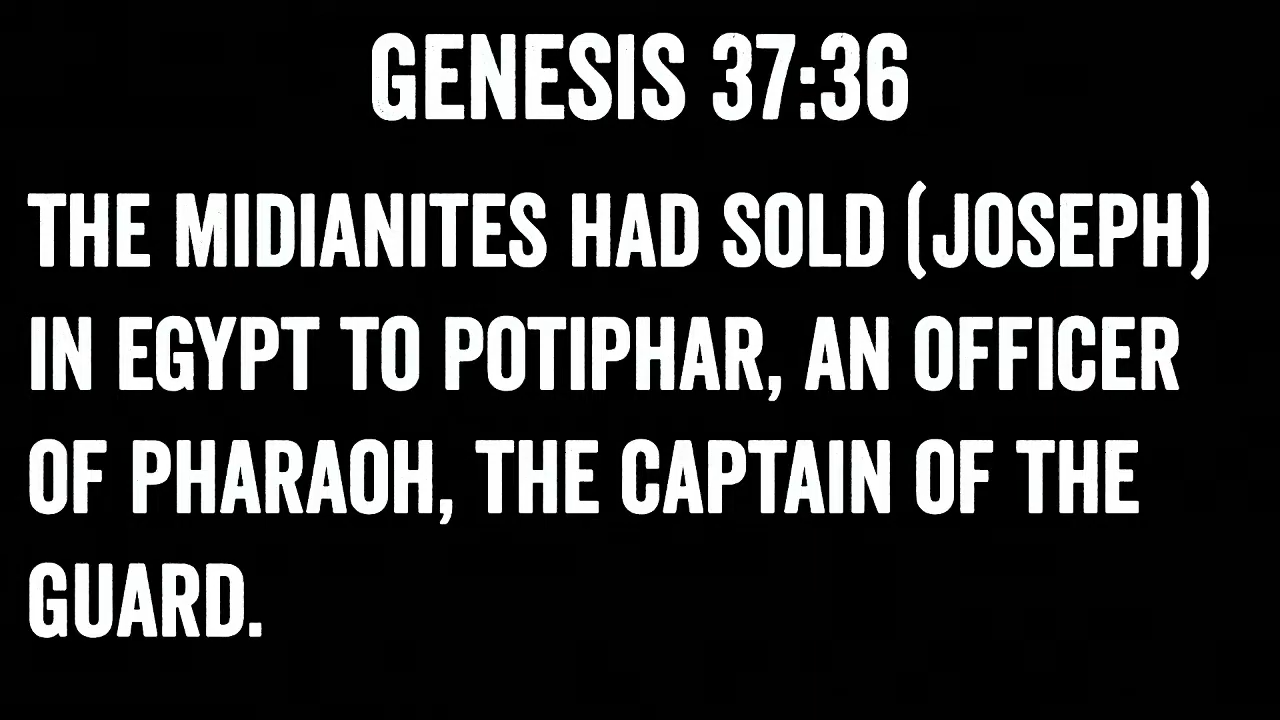 GENESIS 37:36
THE MIDIANITES HAD SOLD (JOSEPH)
IN EGYPT TO POTIPHAR, AN OFFICER
OF PHARAOH, THE CAPTAIN OF THE
GUARD.